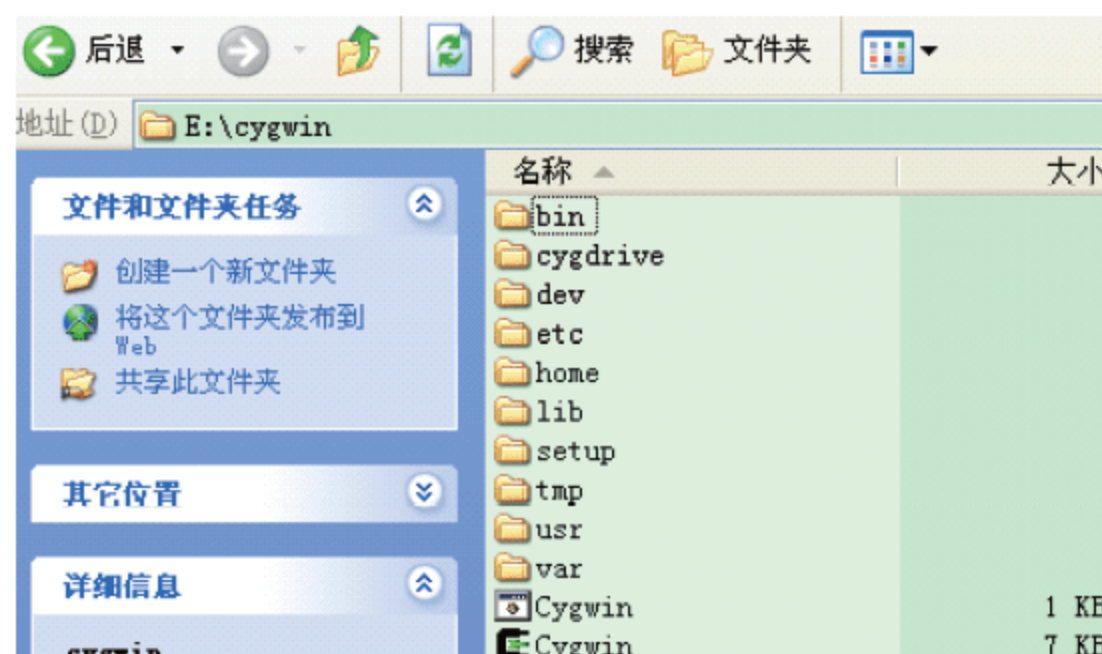 后退 搜索 文件夹
地址(D) E:\cygwin
名称 大小
文件和文件夹任务
创建一个新文件夹
将这个文件夹发布到
Web
共享此文件夹
其它位置
详细信息
cygwin
bin
cygdrive
dev
etc
home
lib
setup
tmp
usr
var
Cygwin 1 KB
Cygwin 7 KB